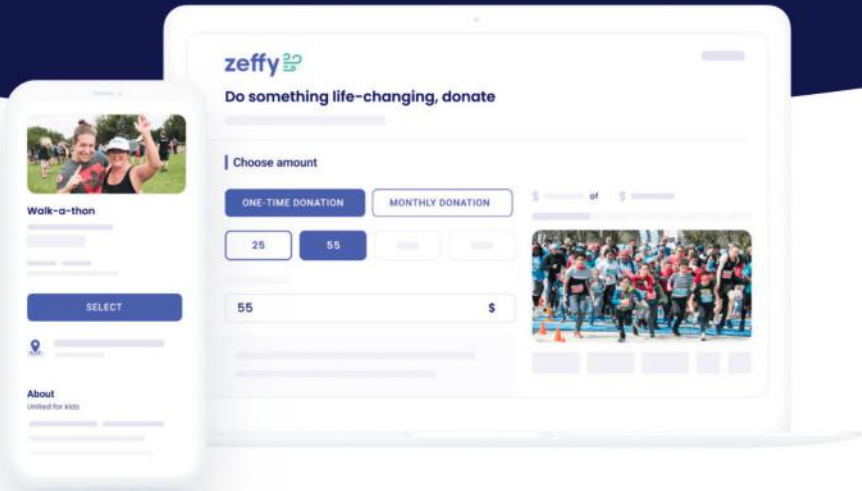 Walk-a-thon
SELECT
About
United for kids
zeffy
Do something life-changing, donate
Choose amount
ONE-TIME DONATION MONTHLY DONATION
25 55
55 $
$ of $